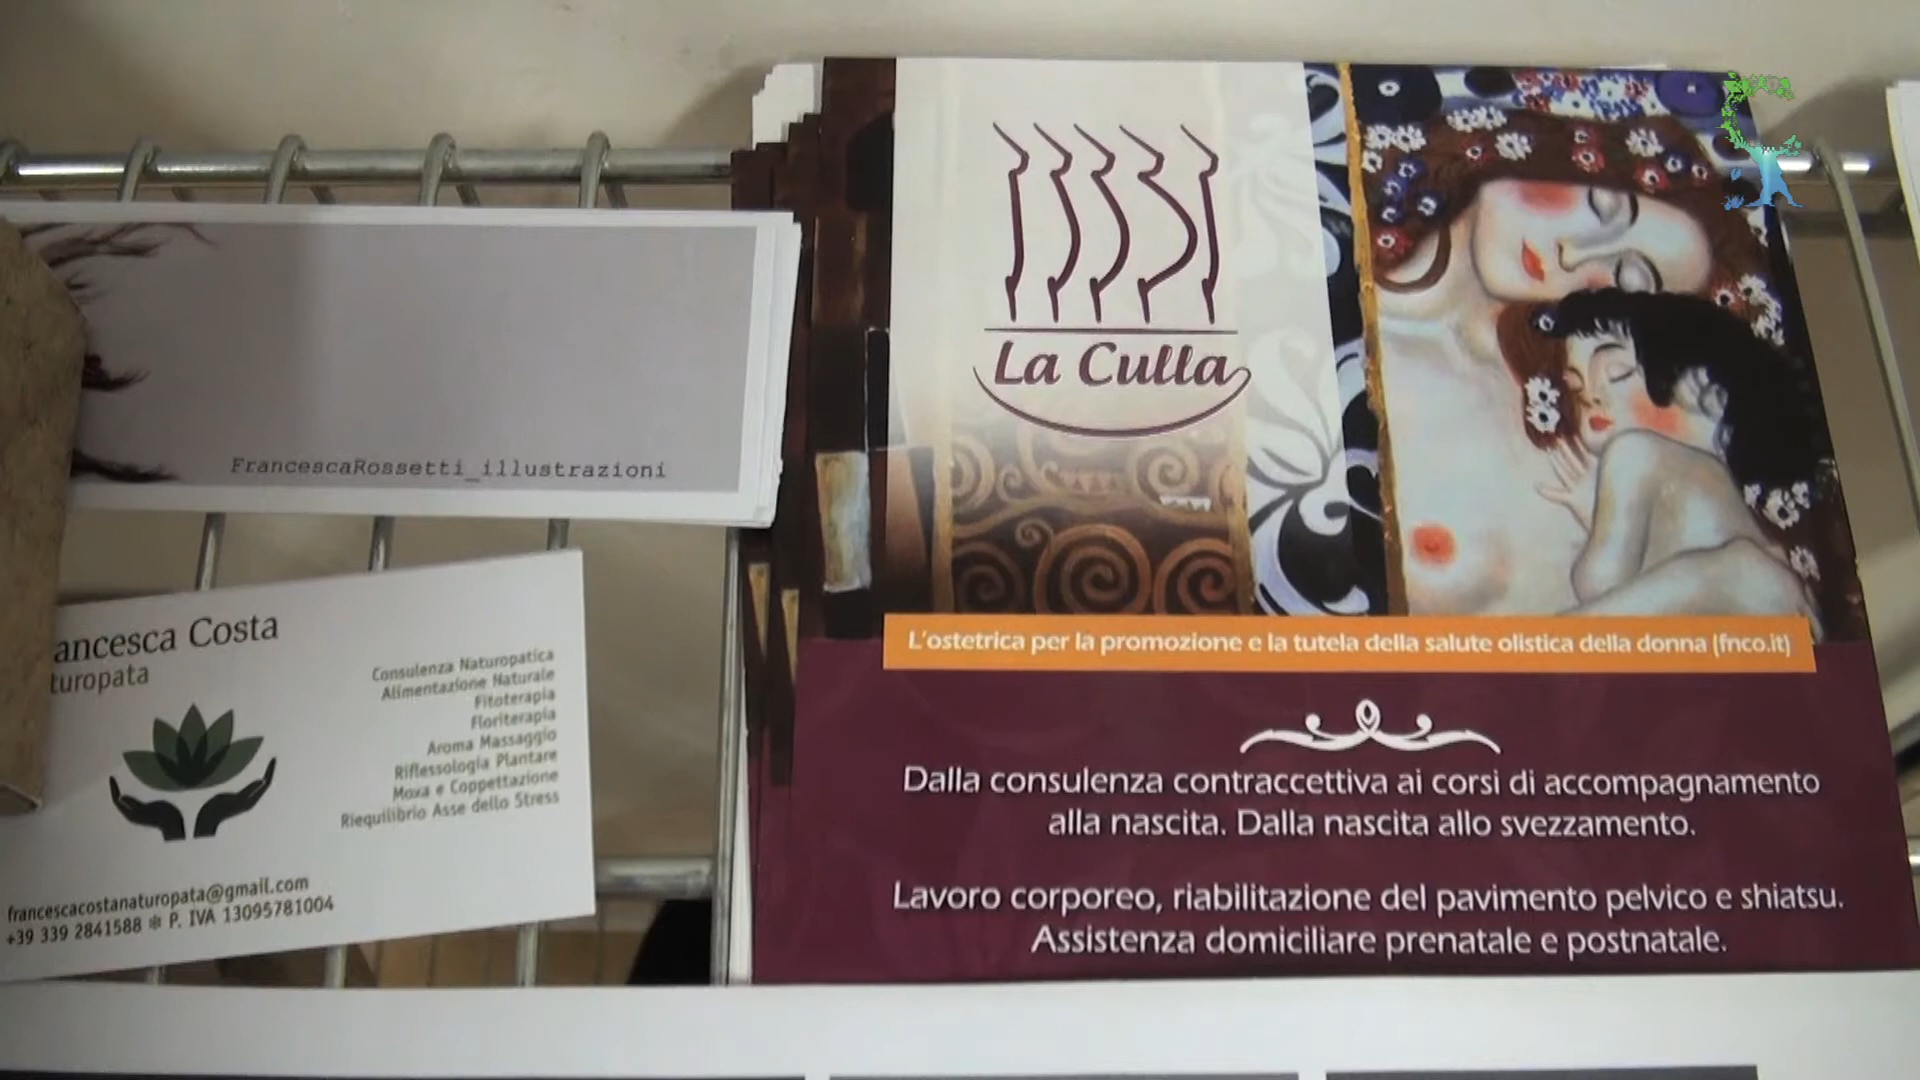 FrancescaRossetti_illustrazioni
ancesca Costa
turopata
Consulenza Naturopatica
Alimentazione Naturale
Fitoterapia
Floriterapia
Aroma Massaggio
Riflessologia Plantare
Moxa e Coppettazione
Riequilibrio Asse dello Stress
francescacostanaturopata@gmail.com
+39 339 2841588 ❄ P. IVA 13095781004
La Culla
L'ostetrica per la promozione e la tutela della salute olistica della donna (fnco.it)
Dalla consulenza contraccettiva ai corsi di accompagnamento
alla nascita. Dalla nascita allo svezzamento.
Lavoro corporeo, riabilitazione del pavimento pelvico e shiatsu.
Assistenza domiciliare prenatale e postnatale.